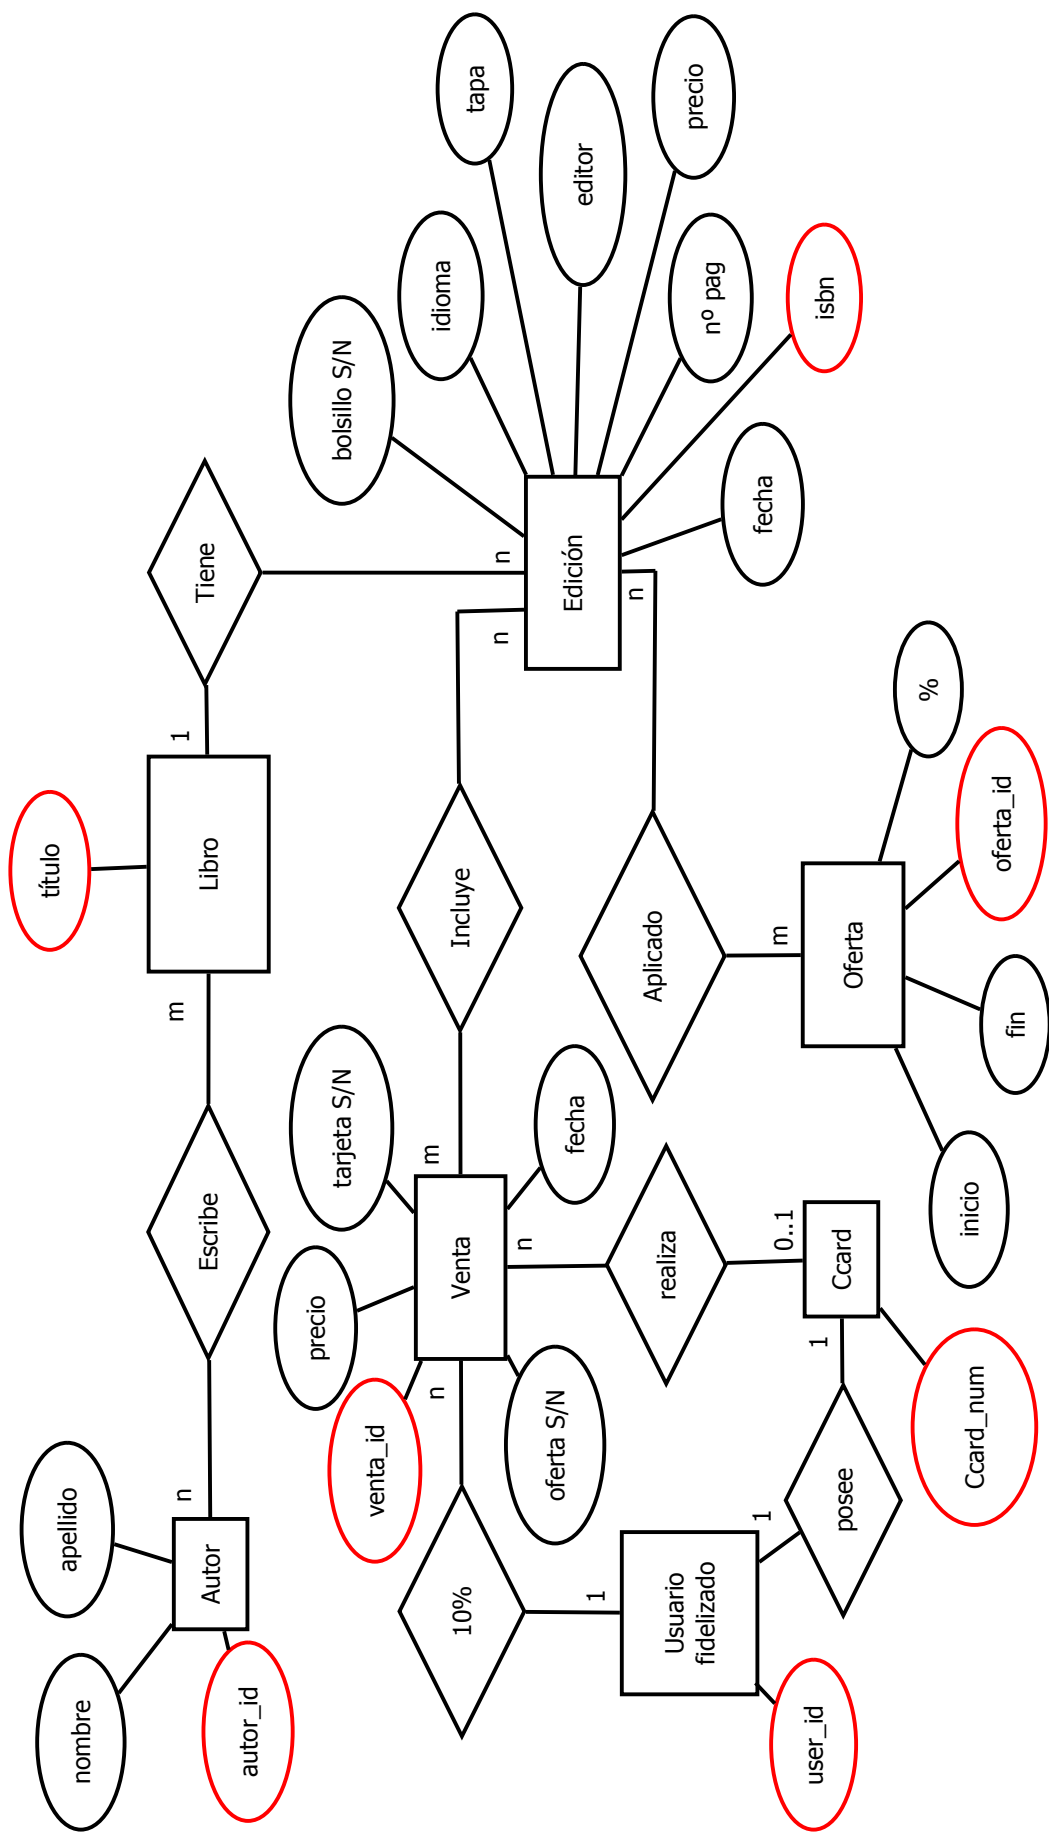 nombre
apellido
autor_id
Autor
n
Escribe
m
título
Libro
1
Tiene
n
bolsillo S/N
idioma
tapa
editor
precio
nº pag
isbn
fecha
Edición
n
n
Incluye
m
tarjeta S/N
precio
venta_id
Venta
fecha
oferta S/N
n
n
10%
1
Usuario
fidelizado
user_id
1
posee
1
Ccard_num
Ccard
0..1
realiza
Aplicado
m
Oferta
%
oferta_id
fin
inicio